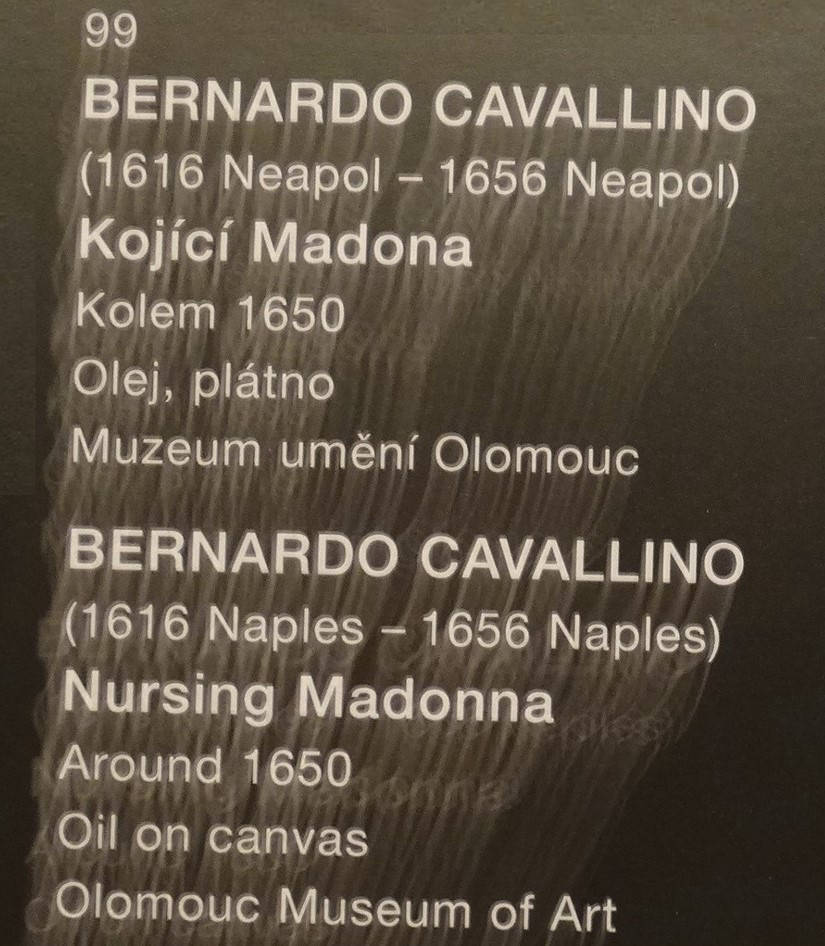 99
BERNARDO CAVALLINO
(1616 Neapol – 1656 Neapol)
Kojící Madona
Kolem 1650
Olej, plátno
Muzeum umění Olomouc
BERNARDO CAVALLINO
(1616 Naples – 1656 Naples)
Nursing Madonna
Around 1650
Oil on canvas
Olomouc Museum of Art